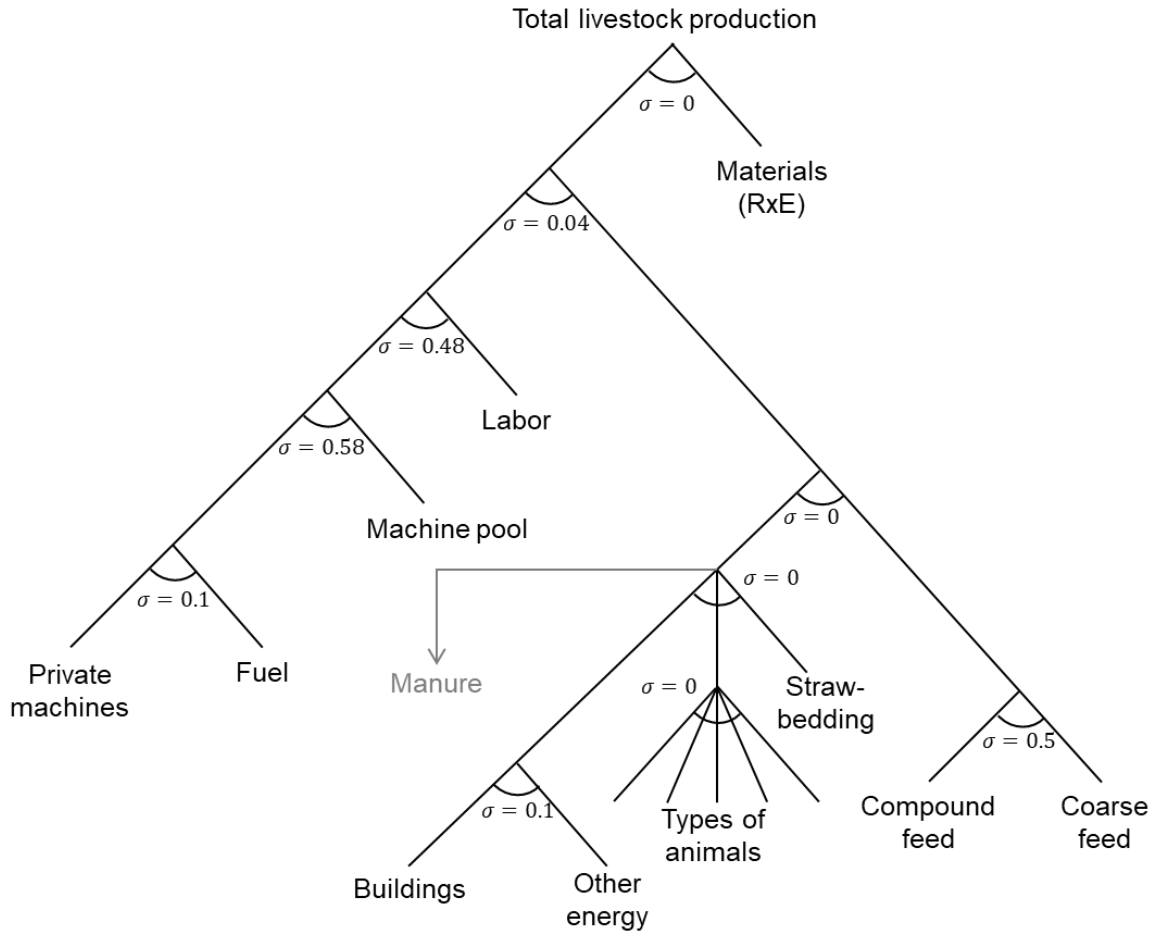 Total livestock production
σ = 0
Materials
(RxE)
σ = 0.04
σ = 0.48
Labor
σ = 0.58
Machine pool
σ = 0
σ = 0
σ = 0.1
Private
machines
Fuel
Manure
σ = 0
Straw-
bedding
σ = 0.5
σ = 0.1
Types of
animals
Compound
feed
Coarse
feed
Buildings
Other
energy